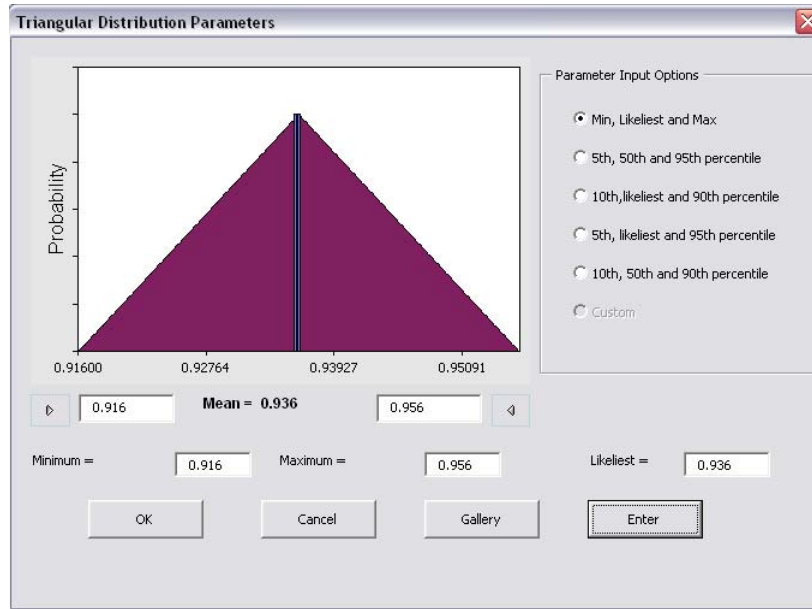 Triangular Distribution Parameters
Probability
0.91600 0.92764 0.93927 0.95091
0.916 Mean = 0.936 0.956
Parameter Input Options
Min, Likeliest and Max
5th, 50th and 95th percentile
10th,likeliest and 90th percentile
5th, likeliest and 95th percentile
10th, 50th and 90th percentile
Custom
Minimum = 0.916 Maximum = 0.956 Likeliest = 0.936
OK Cancel Gallery Enter